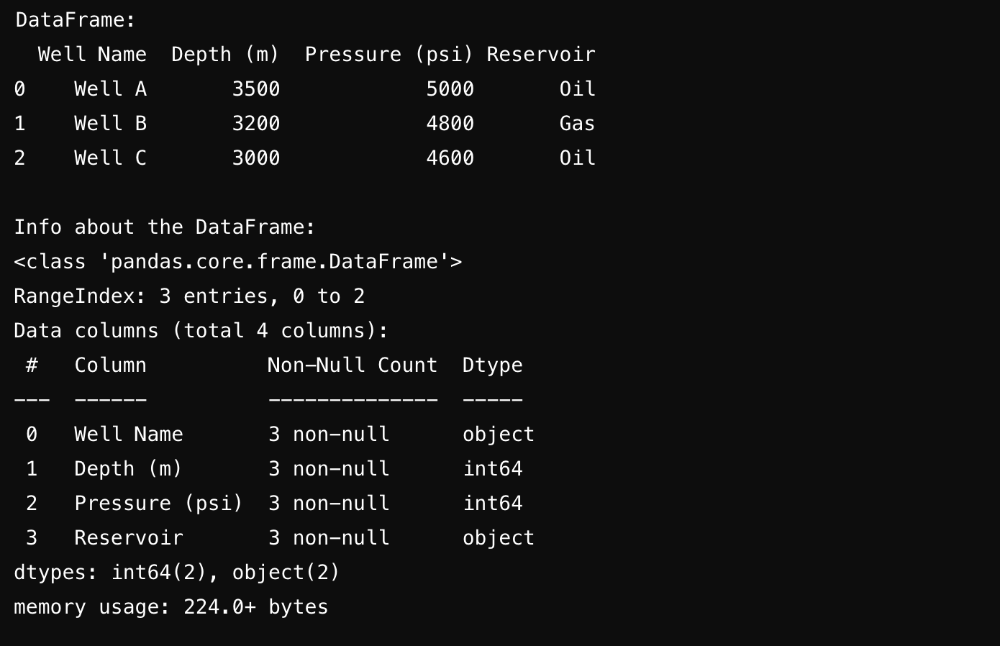 DataFrame:
  Well Name  Depth (m)  Pressure (psi) Reservoir
0    Well A       3500            5000       Oil
1    Well B       3200            4800       Gas
2    Well C       3000            4600       Oil

Info about the DataFrame:
<class 'pandas.core.frame.DataFrame'>
RangeIndex: 3 entries, 0 to 2
Data columns (total 4 columns):
 #   Column          Non-Null Count  Dtype
---  ------          --------------  -----
 0   Well Name       3 non-null      object
 1   Depth (m)       3 non-null      int64
 2   Pressure (psi)  3 non-null      int64
 3   Reservoir       3 non-null      object
dtypes: int64(2), object(2)
memory usage: 224.0+ bytes